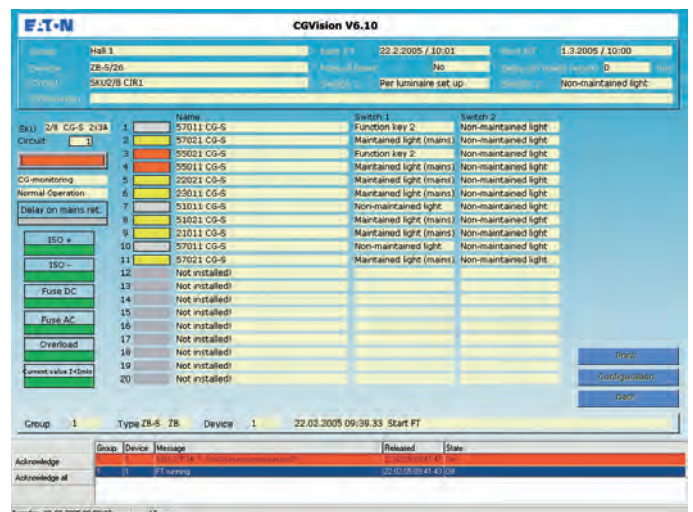 E·T·N CGVision V6.10
Hall 1 22.2.2005 / 10:01 1.3.2005 / 10:00
Device ZB-S/26 No 0
Circuit SKU2/8 CIR1 Per luminaire set up Non-maintained light
Name Switch 1 Switch 2
SKU 2/8 CG-S 2x3A 1 57011 CG-S Function key 2 Non-maintained light
Circuit 1 2 57021 CG-S Maintained light (mains) Non-maintained light
3 55021 CG-S Function key 2 Non-maintained light
4 55011 CG-S Maintained light (mains) Non-maintained light
CG-monitoring 5 22021 CG-S Maintained light (mains) Non-maintained light
Normal Operation 6 23011 CG-S Maintained light (mains) Non-maintained light
Delay on mains ret. 7 51011 CG-S Non-maintained light Non-maintained light
8 51021 CG-S Maintained light (mains) Non-maintained light
9 21011 CG-S Maintained light (mains) Non-maintained light
ISO + 10 57011 CG-S Non-maintained light Non-maintained light
11 57021 CG-S Maintained light (mains) Non-maintained light
ISO - 12 Not installed!
13 Not installed!
Fuse DC 14 Not installed!
15 Not installed!
Fuse AC 16 Not installed!
17 Not installed!
Overload 18 Not installed!
19 Not installed!
Current value I<Imin 20 Not installed!
Print
Configuration
Group 1 Type ZB-S ZB Device 1 22.02.2005 09:39.33 Start FT
Group Device Message Released State
Acknowledge
Acknowledge all 1 FT running 22.02.05 09:41:43 Off